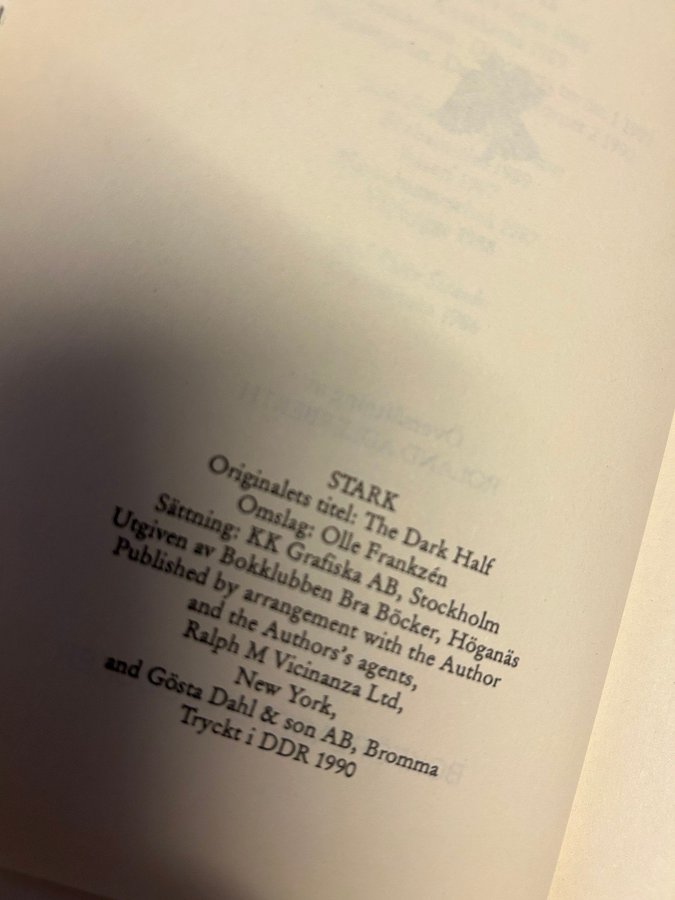 STARK
Originalets titel: The Dark Half
Omslag: Olle Frankzén
Sättning: KK Grafiska AB, Stockholm
Utgiven av Bokklubben Bra Böcker, Höganäs
Published by arrangement with the Author
and the Authors's agents,
Ralph M Vicinanza Ltd,
New York,
and Gösta Dahl & son AB, Bromma
Tryckt i DDR 1990